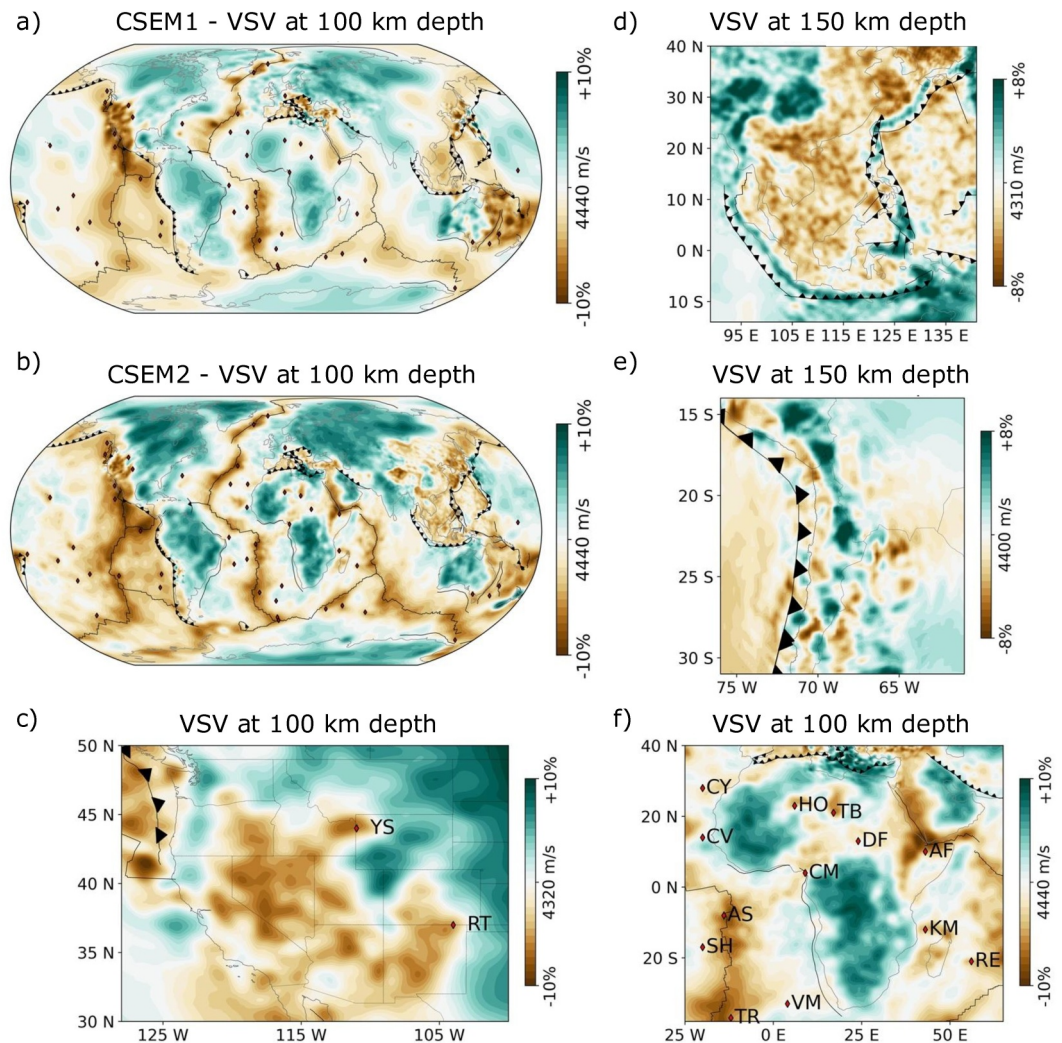 a)
CSEM1 - VSV at 100 km depth
+10%
4440 m/s
-10%
d)
VSV at 150 km depth
40 N
30 N
20 N
10 N
0 N
10 S
95 E
105 E
115 E
125 E
135 E
+8%
4310 m/s
-8%
b)
CSEM2 - VSV at 100 km depth
+10%
4440 m/s
-10%
e)
VSV at 150 km depth
15 S
20 S
25 S
30 S
75 W
70 W
65 W
+8%
4400 m/s
-8%
c)
VSV at 100 km depth
50 N
45 N
40 N
35 N
30 N
125 W
115 W
105 W
YS
RT
+10%
4320 m/s
-10%
f)
VSV at 100 km depth
40 N
20 N
0 N
20 S
25 W
0 E
25 E
50 E
CY
HO
TB
CV
DF
AF
CM
AS
KM
SH
RE
VM
TR
+10%
4440 m/s
-10%